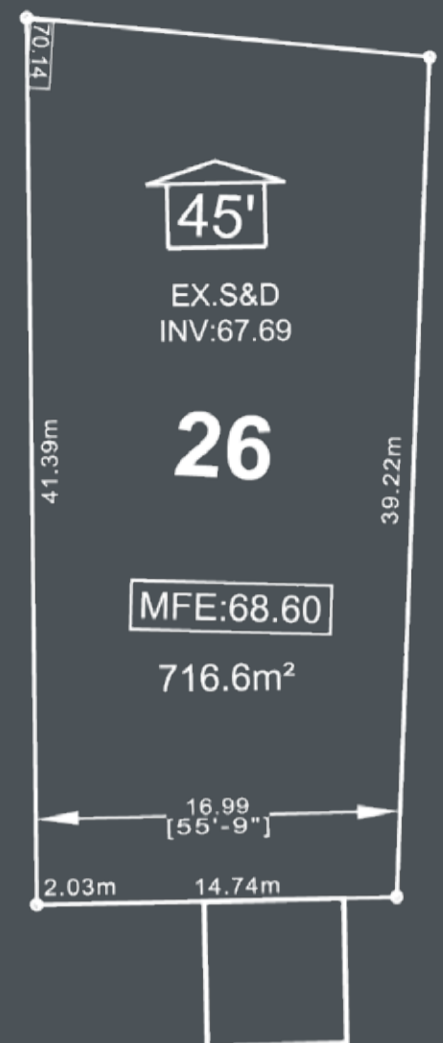 70.14
45'
EX.S&D
INV:67.69
41.39m
26
39.22m
MFE:68.60
716.6m²
16.99
[55'-9"]
2.03m 14.74m